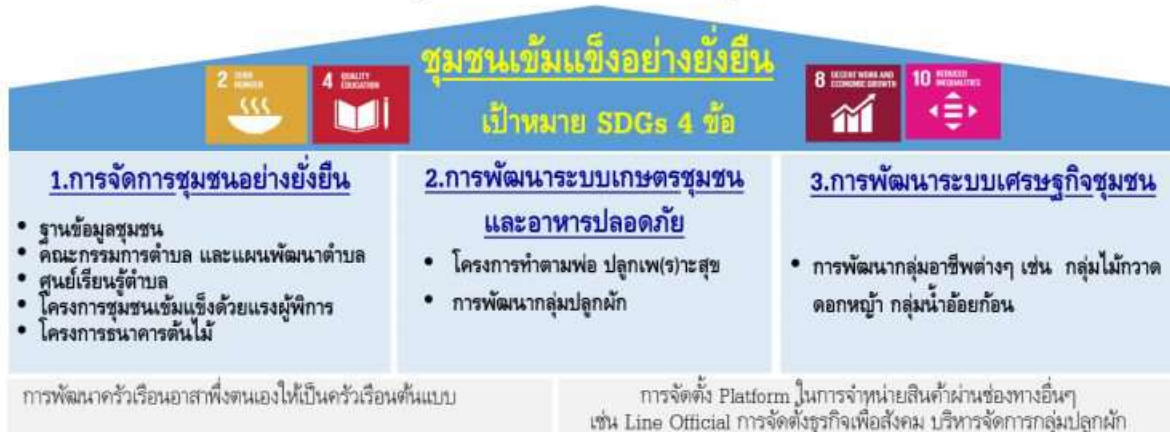 ชุมชนเข้มแข็งอย่างยั่งยืน
2 ZERO HUNGER
4 QUALITY EDUCATION
8 DECENT WORK AND ECONOMIC GROWTH
10 REDUCED INEQUALITIES
เป้าหมาย SDGs 4 ข้อ
1.การจัดการชุมชนอย่างยั่งยืน
• ฐานข้อมูลชุมชน
• คณะกรรมการตำบล และแผนพัฒนาตำบล
• ศูนย์เรียนรู้ตำบล
• โครงการชุมชนเข้มแข็งด้วยแรงผู้พิการ
• โครงการธนาคารต้นไม้
2.การพัฒนาระบบเกษตรชุมชน
และอาหารปลอดภัย
• โครงการทำตามพ่อ ปลูกเพ(ร)าะสุข
• การพัฒนากลุ่มปลูกผัก
3.การพัฒนาระบบเศรษฐกิจชุมชน
• การพัฒนากลุ่มอาชีพต่างๆ เช่น กลุ่มไม้กวาด
ดอกหญ้า กลุ่มน้ำอ้อยก้อน
การพัฒนาครัวเรือนอาสาพึ่งตนเองให้เป็นครัวเรือนต้นแบบ
การจัดตั้ง Platform ในการจำหน่ายสินค้าผ่านช่องทางอื่นๆ
เช่น Line Official การจัดตั้งธุรกิจเพื่อสังคม บริหารจัดการกลุ่มปลูกผัก